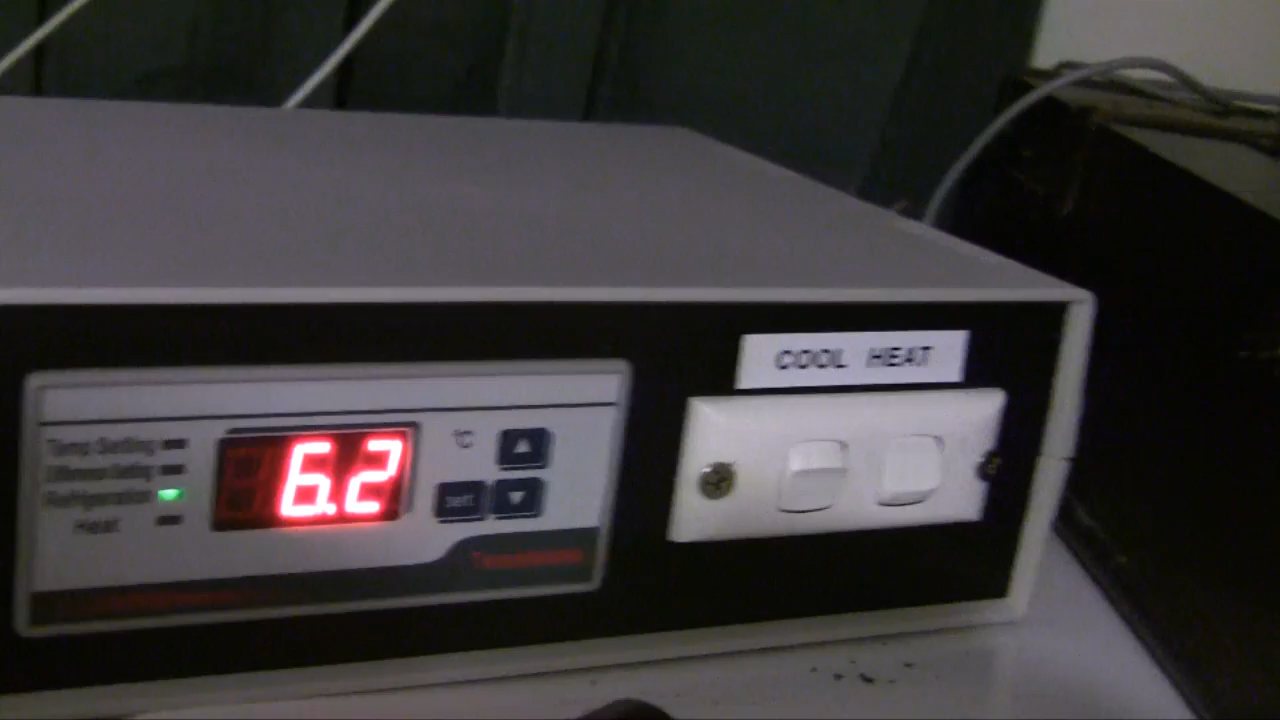 COOL HEAT
Temp Setting
Refrigeration
Heat
6.2
°C
set